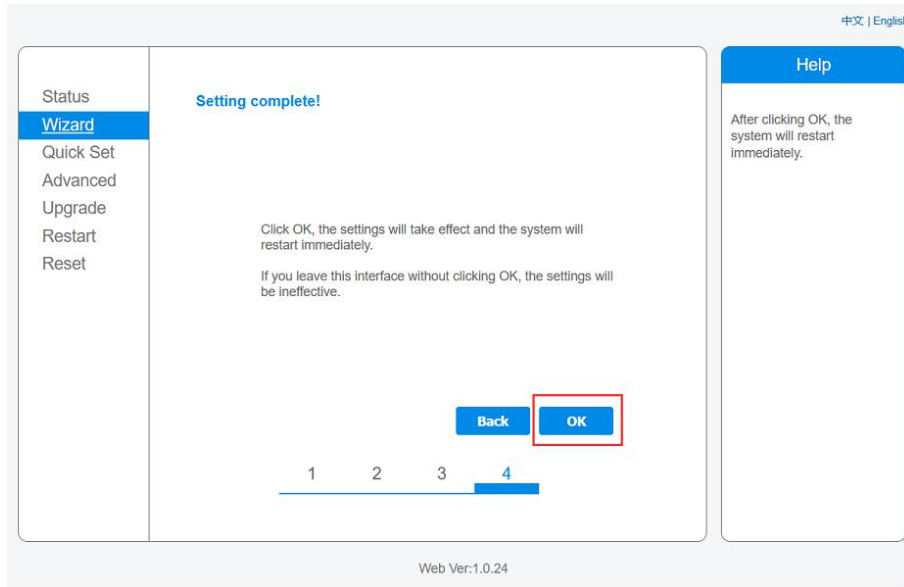 中文 | English
Help
Status
Wizard
Quick Set
Advanced
Upgrade
Restart
Reset
Setting complete!
Click OK, the settings will take effect and the system will
restart immediately.
If you leave this interface without clicking OK, the settings will
be ineffective.
Back
OK
1 2 3 4
After clicking OK, the
system will restart
immediately.
Web Ver:1.0.24